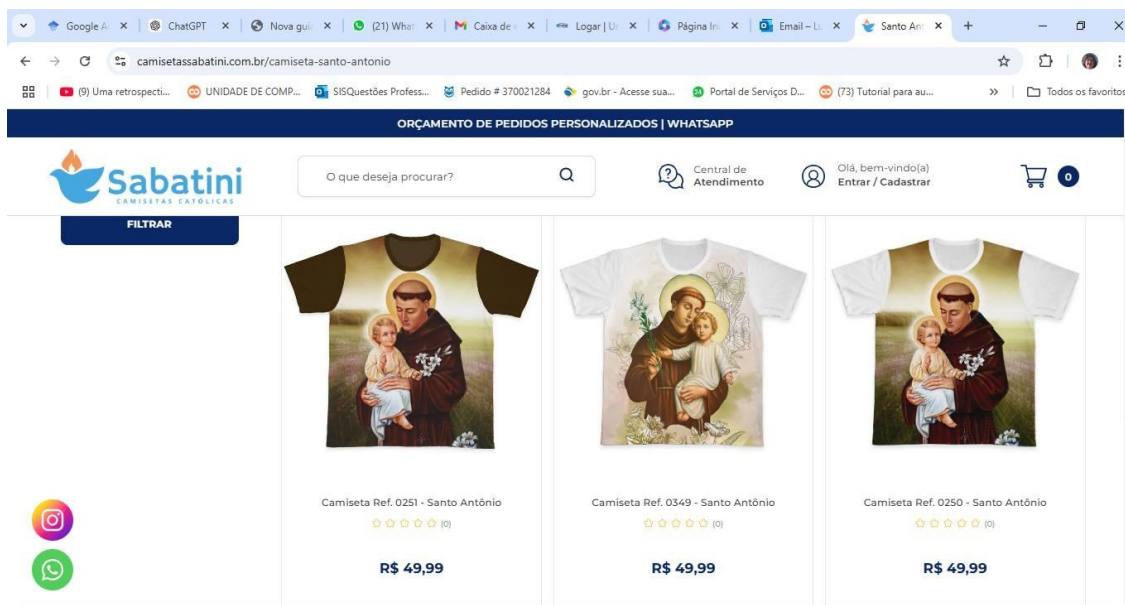 Google A
ChatGPT
Nova gui
(21) What
Caixa de
Logar | Ur
Página In
Email – L
Santo Ant
camisetassabatini.com.br/camiseta-santo-antonio
(9) Uma retrospecti...
UNIDADE DE COMP...
SISQuestões Profess...
Pedido # 370021284
gov.br - Acesse sua...
Portal de Serviços D...
(73) Tutorial para au...
Todos os favoritos
ORÇAMENTO DE PEDIDOS PERSONALIZADOS | WHATSAPP
Sabatini
CAMISETAS CATÓLICAS
O que deseja procurar?
Central de
Atendimento
Olá, bem-vindo(a)
Entrar / Cadastrar
0
FILTRAR
Camiseta Ref. 0251 - Santo Antônio
(0)
R$ 49,99
Camiseta Ref. 0349 - Santo Antônio
(0)
R$ 49,99
Camiseta Ref. 0250 - Santo Antônio
(0)
R$ 49,99